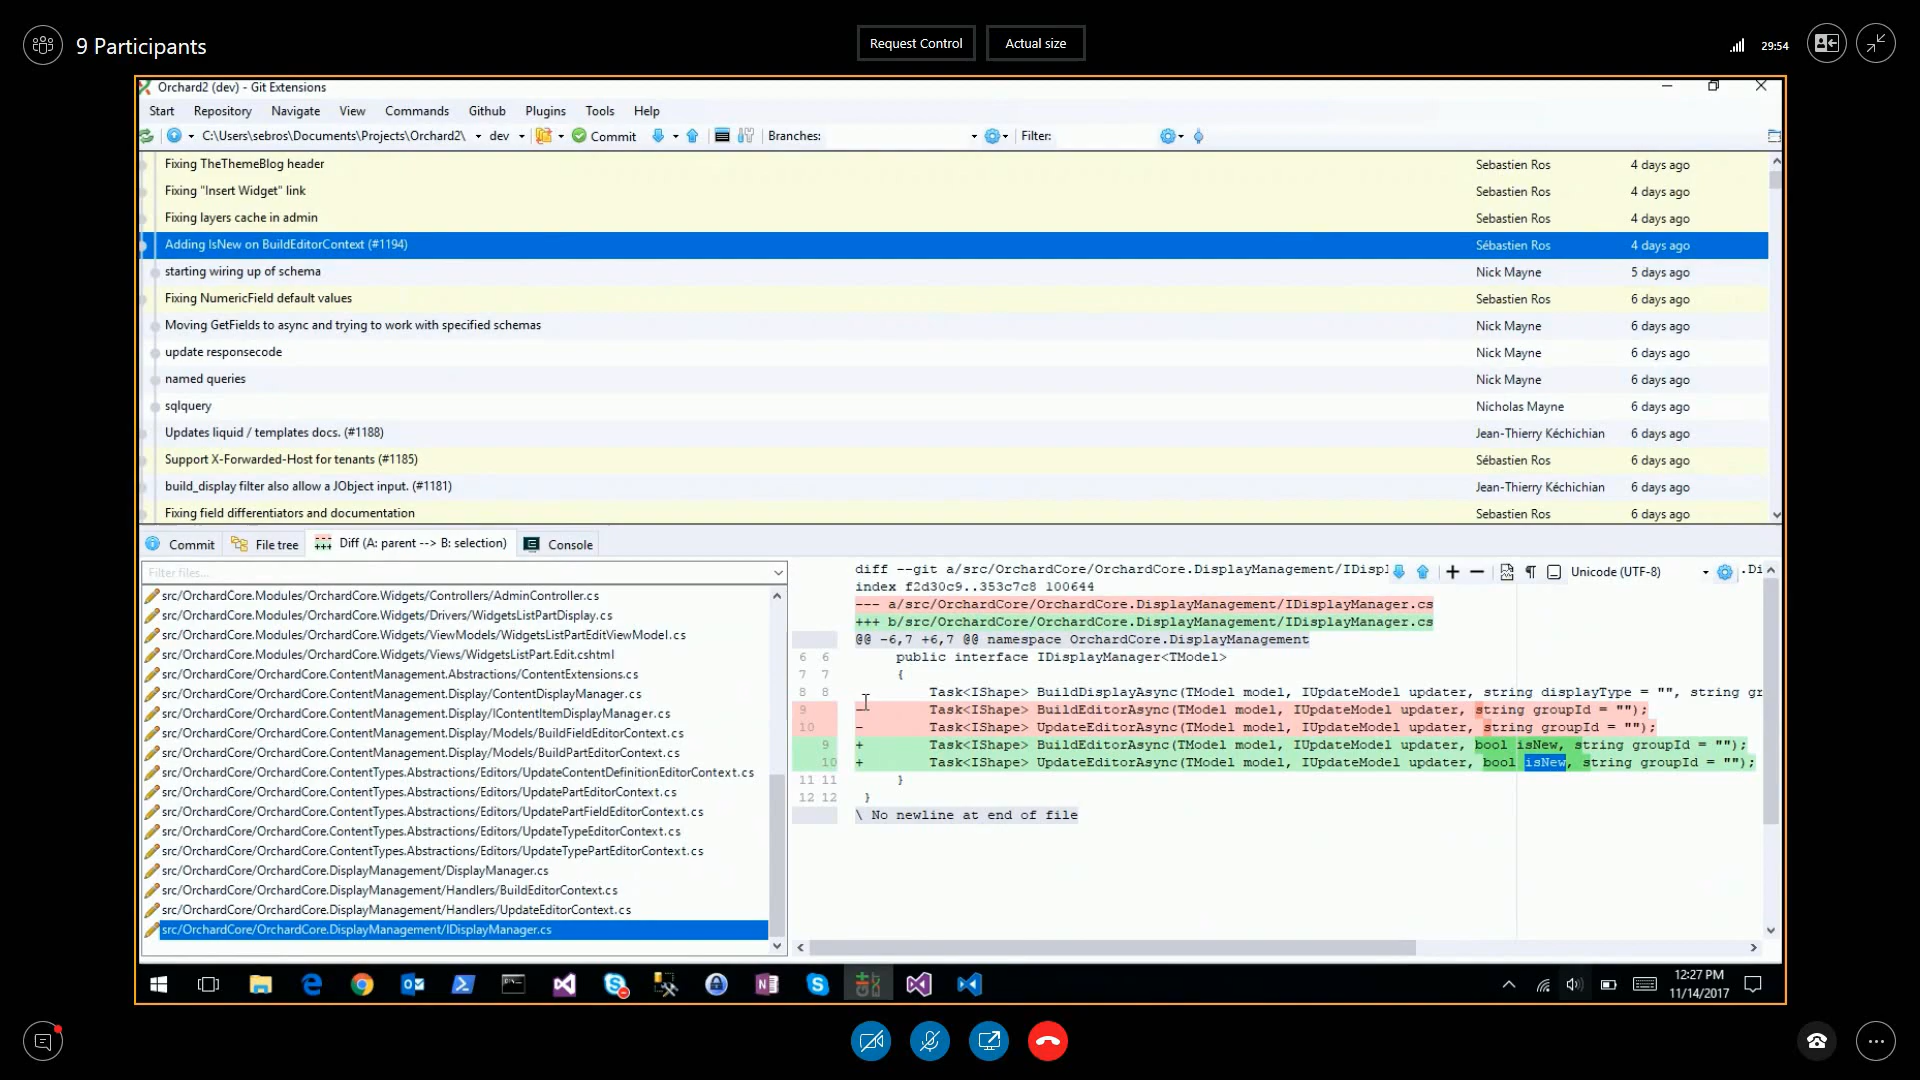 9 Participants
Request Control
Actual size
29:54
Orchard2 (dev) - Git Extensions
Start Repository Navigate View Commands Github Plugins Tools Help
C:\Users\sebros\Documents\Projects\Orchard2\ dev Commit Branches: Filter:
Fixing TheThemeBlog header Sebastien Ros 4 days ago
Fixing "Insert Widget" link Sebastien Ros 4 days ago
Fixing layers cache in admin Sebastien Ros 4 days ago
Adding IsNew on BuildEditorContext (#1194) Sébastien Ros 4 days ago
starting wiring up of schema Nick Mayne 5 days ago
Fixing NumericField default values Sebastien Ros 6 days ago
Moving GetFields to async and trying to work with specified schemas Nick Mayne 6 days ago
update responsecode Nick Mayne 6 days ago
named queries Nick Mayne 6 days ago
sqlquery Nicholas Mayne 6 days ago
Updates liquid / templates docs. (#1188) Jean-Thierry Kéchichian 6 days ago
Support X-Forwarded-Host for tenants (#1185) Sébastien Ros 6 days ago
build_display filter also allow a JObject input. (#1181) Jean-Thierry Kéchichian 6 days ago
Fixing field differentiators and documentation Sebastien Ros 6 days ago
Commit File tree Diff (A: parent --> B: selection) Console
Filter files...
src/OrchardCore.Modules/OrchardCore.Widgets/Controllers/AdminController.cs
src/OrchardCore.Modules/OrchardCore.Widgets/Drivers/WidgetsListPartDisplay.cs
src/OrchardCore.Modules/OrchardCore.Widgets/ViewModels/WidgetsListPartEditViewModel.cs
src/OrchardCore.Modules/OrchardCore.Widgets/Views/WidgetsListPart.Edit.cshtml
src/OrchardCore/OrchardCore.ContentManagement.Abstractions/ContentExtensions.cs
src/OrchardCore/OrchardCore.ContentManagement.Display/ContentDisplayManager.cs
src/OrchardCore/OrchardCore.ContentManagement.Display/IContentItemDisplayManager.cs
src/OrchardCore/OrchardCore.ContentManagement.Display/Models/BuildFieldEditorContext.cs
src/OrchardCore/OrchardCore.ContentManagement.Display/Models/BuildPartEditorContext.cs
src/OrchardCore/OrchardCore.ContentTypes.Abstractions/Editors/UpdateContentDefinitionEditorContext.cs
src/OrchardCore/OrchardCore.ContentTypes.Abstractions/Editors/UpdatePartEditorContext.cs
src/OrchardCore/OrchardCore.ContentTypes.Abstractions/Editors/UpdatePartFieldEditorContext.cs
src/OrchardCore/OrchardCore.ContentTypes.Abstractions/Editors/UpdateTypeEditorContext.cs
src/OrchardCore/OrchardCore.ContentTypes.Abstractions/Editors/UpdateTypePartEditorContext.cs
src/OrchardCore/OrchardCore.DisplayManagement/DisplayManager.cs
src/OrchardCore/OrchardCore.DisplayManagement/Handlers/BuildEditorContext.cs
src/OrchardCore/OrchardCore.DisplayManagement/Handlers/UpdateEditorContext.cs
src/OrchardCore/OrchardCore.DisplayManagement/IDisplayManager.cs
diff --git a/src/OrchardCore/OrchardCore.DisplayManagement/IDispl Unicode (UTF-8) .Di
index f2d30c9..353c7c8 100644
--- a/src/OrchardCore/OrchardCore.DisplayManagement/IDisplayManager.cs
+++ b/src/OrchardCore/OrchardCore.DisplayManagement/IDisplayManager.cs
@@ -6,7 +6,7 @@ namespace OrchardCore.DisplayManagement
6 6 public interface IDisplayManager<TModel>
7 7 {
8 8 Task<IShape> BuildDisplayAsync(TModel model, IUpdateModel updater, string displayType = "", string gr
9 - Task<IShape> BuildEditorAsync(TModel model, IUpdateModel updater, string groupId = "");
10 - Task<IShape> UpdateEditorAsync(TModel model, IUpdateModel updater, string groupId = "");
9 + Task<IShape> BuildEditorAsync(TModel model, IUpdateModel updater, bool isNew, string groupId = "");
10 + Task<IShape> UpdateEditorAsync(TModel model, IUpdateModel updater, bool isNew, string groupId = "");
11 11 }
12 12 }
\ No newline at end of file
12:27 PM
11/14/2017